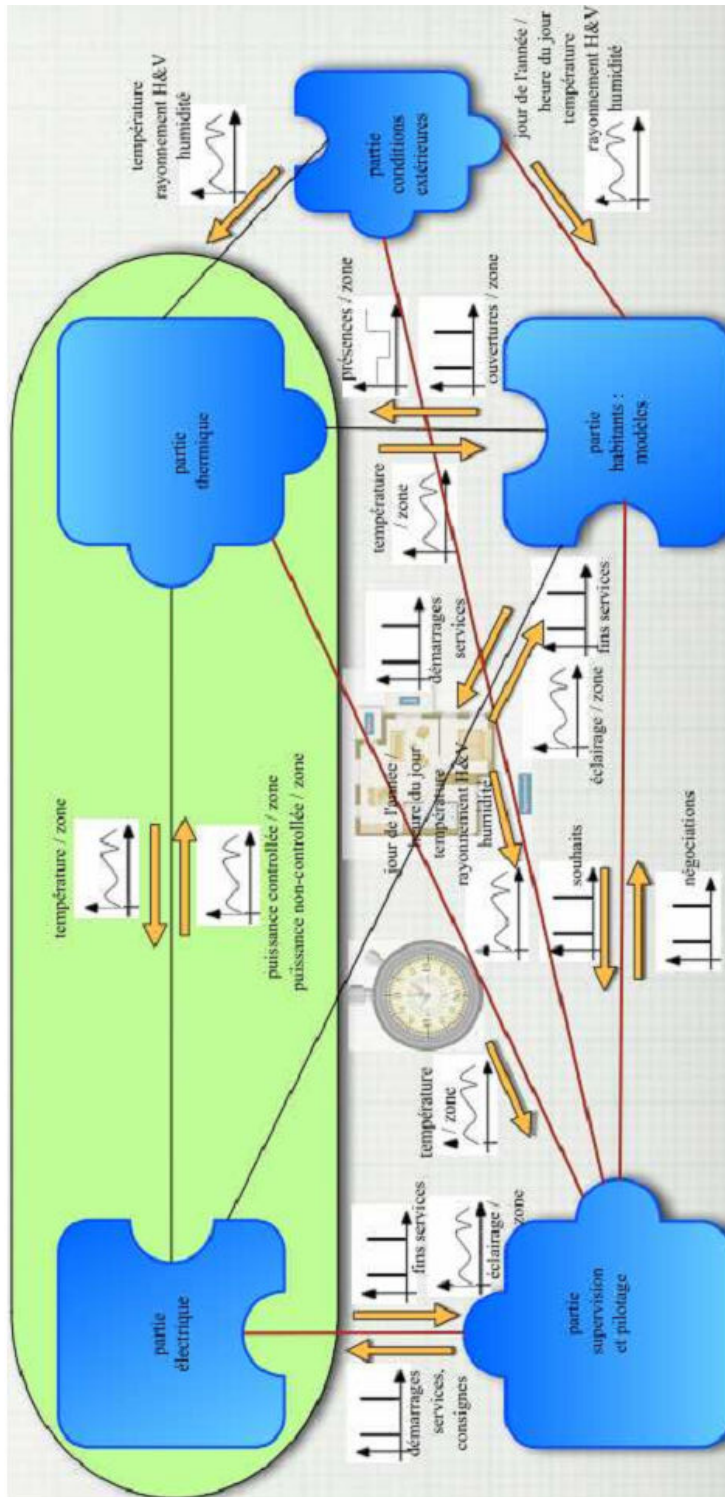 température
rayonnement H&V
humidité
jour de l'année /
heure du jour
température
rayonnement H&V
humidité
partie
conditions
extérieures
partie
thermique
présences / zone
ouvertures / zone
température
/ zone
partie
habitants :
modèles
température / zone
puissance controllée / zone
puissance non-controllée / zone
démarrages
services
fins services
éclairage / zone
jour de l'année /
heure du jour
température
rayonnement H&V
humidité
souhaits
négociations
température
/ zone
partie
électrique
fins services
éclairage /
zone
démarrages
services,
consignes
partie
supervision
et pilotage